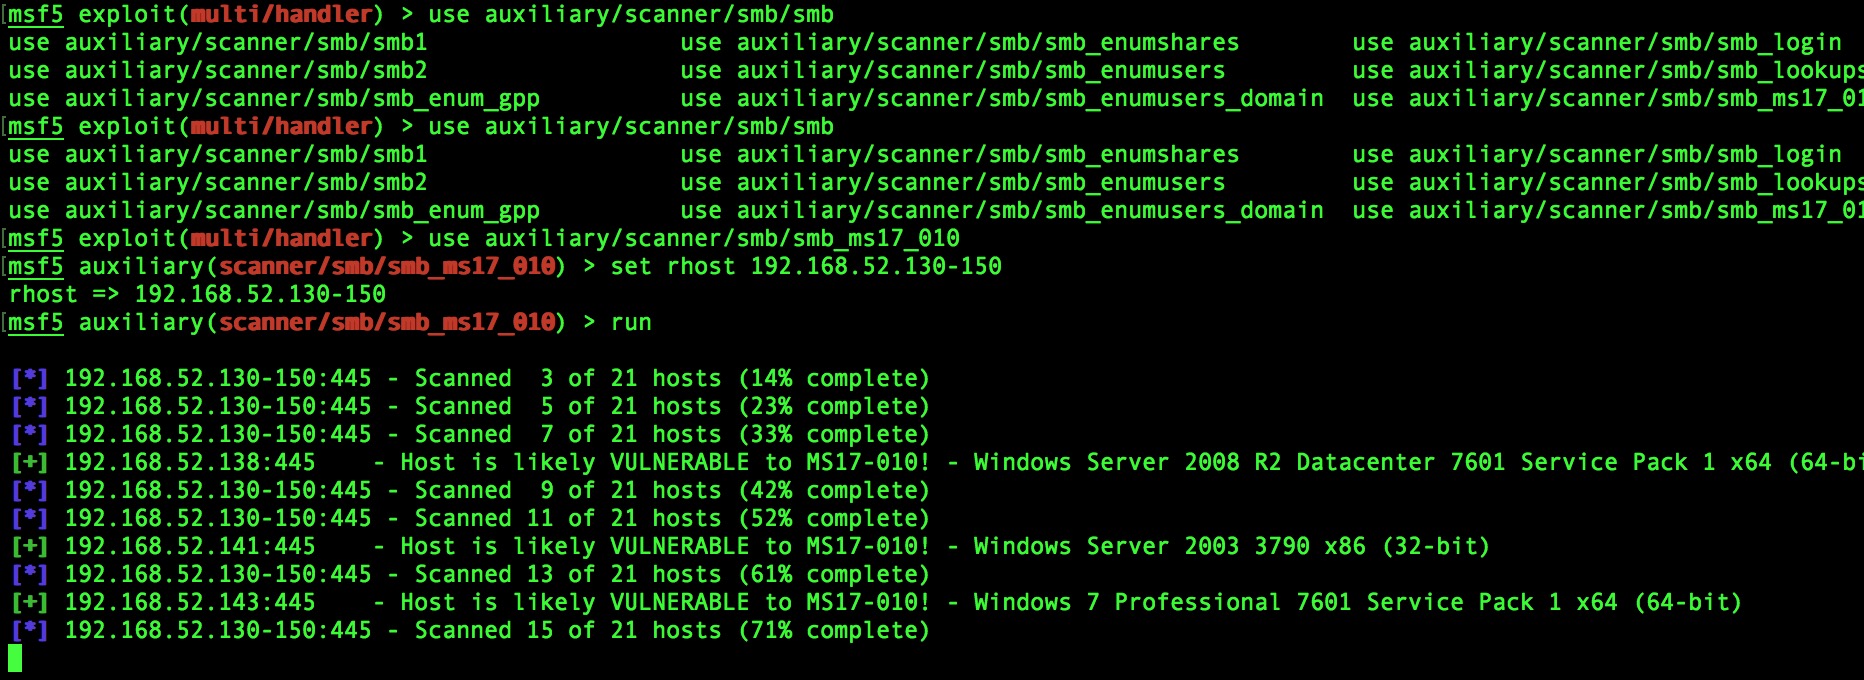 [msf5 exploit(multi/handler) > use auxiliary/scanner/smb/smb
use auxiliary/scanner/smb/smb1 use auxiliary/scanner/smb/smb_enumshares use auxiliary/scanner/smb/smb_login
use auxiliary/scanner/smb/smb2 use auxiliary/scanner/smb/smb_enumusers use auxiliary/scanner/smb/smb_lookups
use auxiliary/scanner/smb/smb_enum_gpp use auxiliary/scanner/smb/smb_enumusers_domain use auxiliary/scanner/smb/smb_ms17_01
[msf5 exploit(multi/handler) > use auxiliary/scanner/smb/smb
use auxiliary/scanner/smb/smb1 use auxiliary/scanner/smb/smb_enumshares use auxiliary/scanner/smb/smb_login
use auxiliary/scanner/smb/smb2 use auxiliary/scanner/smb/smb_enumusers use auxiliary/scanner/smb/smb_lookups
use auxiliary/scanner/smb/smb_enum_gpp use auxiliary/scanner/smb/smb_enumusers_domain use auxiliary/scanner/smb/smb_ms17_01
[msf5 exploit(multi/handler) > use auxiliary/scanner/smb/smb_ms17_010
[msf5 auxiliary(scanner/smb/smb_ms17_010) > set rhost 192.168.52.130-150
rhost => 192.168.52.130-150
[msf5 auxiliary(scanner/smb/smb_ms17_010) > run
[*] 192.168.52.130-150:445 - Scanned 3 of 21 hosts (14% complete)
[*] 192.168.52.130-150:445 - Scanned 5 of 21 hosts (23% complete)
[*] 192.168.52.130-150:445 - Scanned 7 of 21 hosts (33% complete)
[+] 192.168.52.138:445 - Host is likely VULNERABLE to MS17-010! - Windows Server 2008 R2 Datacenter 7601 Service Pack 1 x64 (64-bi
[*] 192.168.52.130-150:445 - Scanned 9 of 21 hosts (42% complete)
[*] 192.168.52.130-150:445 - Scanned 11 of 21 hosts (52% complete)
[+] 192.168.52.141:445 - Host is likely VULNERABLE to MS17-010! - Windows Server 2003 3790 x86 (32-bit)
[*] 192.168.52.130-150:445 - Scanned 13 of 21 hosts (61% complete)
[+] 192.168.52.143:445 - Host is likely VULNERABLE to MS17-010! - Windows 7 Professional 7601 Service Pack 1 x64 (64-bit)
[*] 192.168.52.130-150:445 - Scanned 15 of 21 hosts (71% complete)